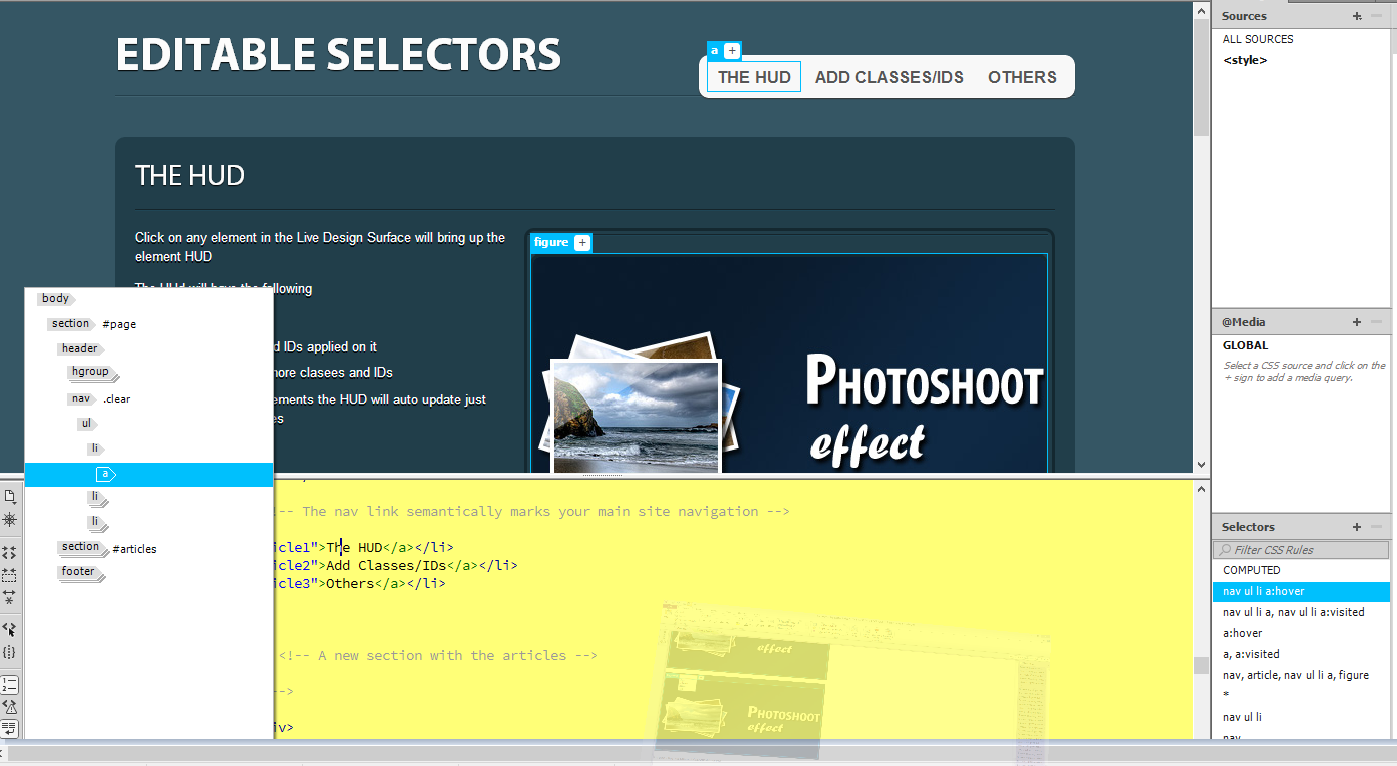 EDITABLE SELECTORS
a +
THE HUD ADD CLASSES/IDS OTHERS
THE HUD
Click on any element in the Live Design Surface will bring up the
element HUD
figure +
PHOTOSHOOT
effect
d IDs applied on it
more clasees and IDs
ements the HUD will auto update just
es
body
section #page
header
hgroup
nav .clear
ul
li
a
li
li
section #articles
footer
!-- The nav link semantically marks your main site navigation -->
icle1">The HUD</a></li>
icle2">Add Classes/IDs</a></li>
icle3">Others</a></li>
<!-- A new section with the articles -->
-->
iv>
effect
PHOTOSHOOT
effect
Sources + –
ALL SOURCES
<style>
@Media + –
GLOBAL
Select a CSS source and click on the
+ sign to add a media query.
Selectors + –
Filter CSS Rules
COMPUTED
nav ul li a:hover
nav ul li a, nav ul li a:visited
a:hover
a, a:visited
nav, article, nav ul li a, figure
*
nav ul li
nav